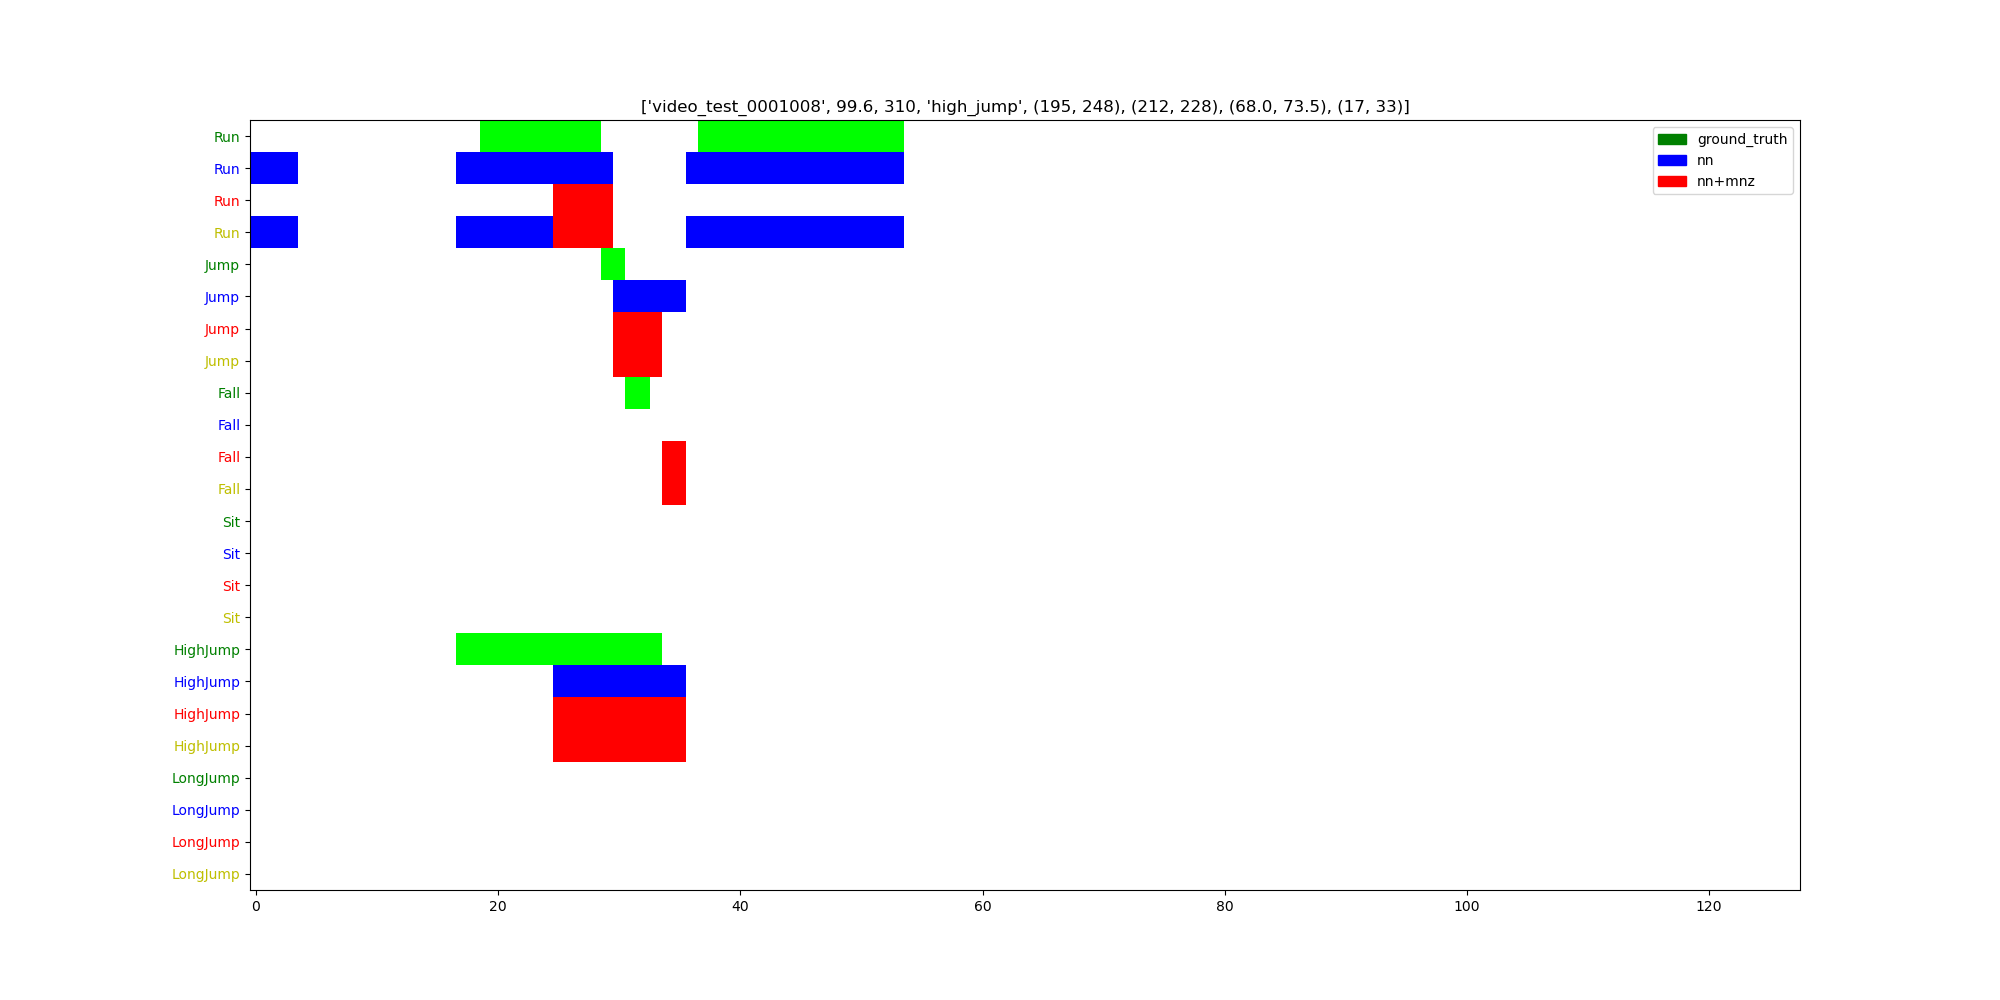 ['video_test_0001008', 99.6, 310, 'high_jump', (195, 248), (212, 228), (68.0, 73.5), (17, 33)]
ground_truth
nn
nn+mnz
Run
Run
Run
Run
Jump
Jump
Jump
Jump
Fall
Fall
Fall
Fall
Sit
Sit
Sit
Sit
HighJump
HighJump
HighJump
HighJump
LongJump
LongJump
LongJump
LongJump
0 20 40 60 80 100 120